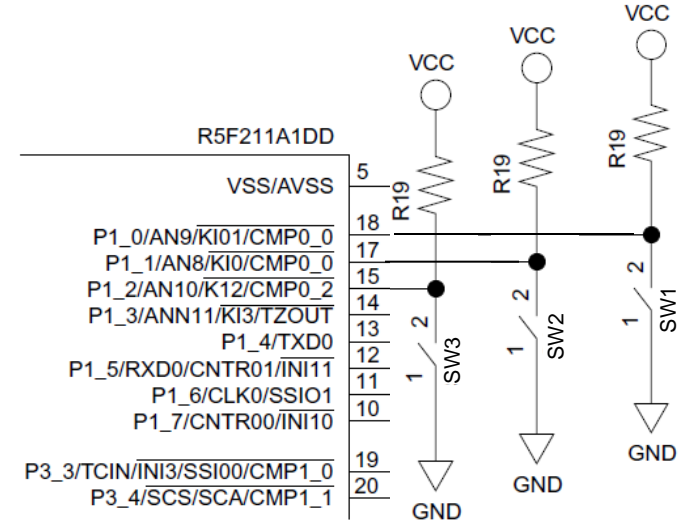 VCC
VCC
VCC
R5F211A1DD
R19
R19
R19
VSS/AVSS 5
P1_0/AN9/KI01/CMP0_0 18
P1_1/AN8/KI0/CMP0_0 17
P1_2/AN10/K12/CMP0_2 15
P1_3/ANN11/KI3/TZOUT 14
P1_4/TXD0 13
P1_5/RXD0/CNTR01/INI11 12
P1_6/CLK0/SSIO1 11
P1_7/CNTR00/INI10 10
P3_3/TCIN/INI3/SSI00/CMP1_0 19
P3_4/SCS/SCA/CMP1_1 20
2
1
SW3
2
1
SW2
2
1
SW1
GND
GND
GND